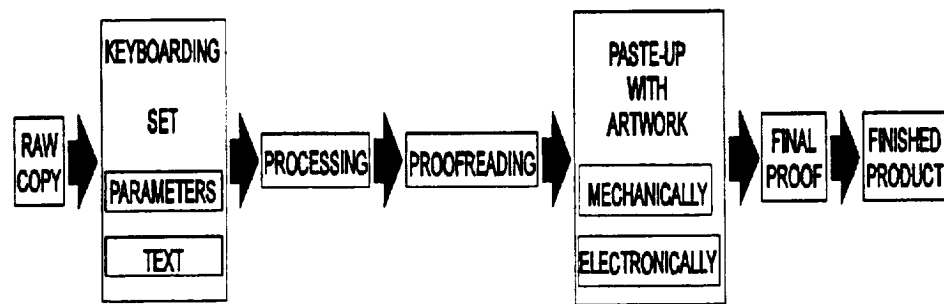 RAW
COPY
KEYBOARDING
SET
PARAMETERS
TEXT
PROCESSING
PROOFREADING
PASTE-UP
WITH
ARTWORK
MECHANICALLY
ELECTRONICALLY
FINAL
PROOF
FINISHED
PRODUCT